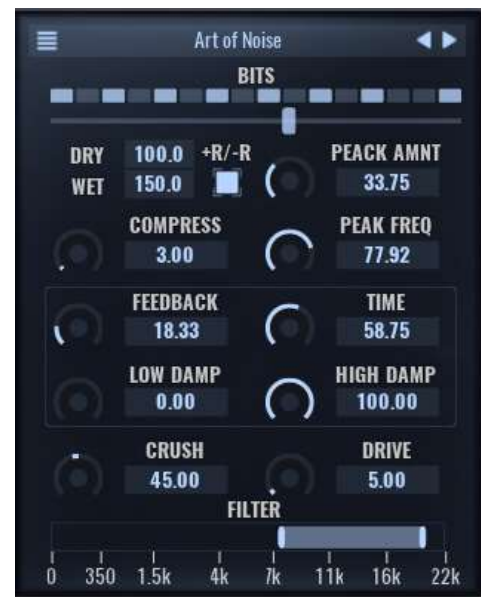 Art of Noise
BITS
DRY 100.0 +R/-R PEACK AMNT
WET 150.0 33.75
COMPRESS PEAK FREQ
3.00 77.92
FEEDBACK TIME
18.33 58.75
LOW DAMP HIGH DAMP
0.00 100.00
CRUSH DRIVE
45.00 5.00
FILTER
0 350 1.5k 4k 7k 11k 16k 22k